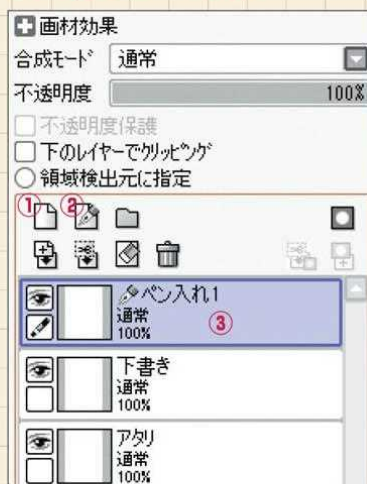 画材効果
合成モード 通常
不透明度 100%
不透明度保護
下のレイヤーでクリッピング
領域検出元に指定
① ②
ペン入れ1
通常
100%
③
下書き
通常
100%
アタリ
通常
100%